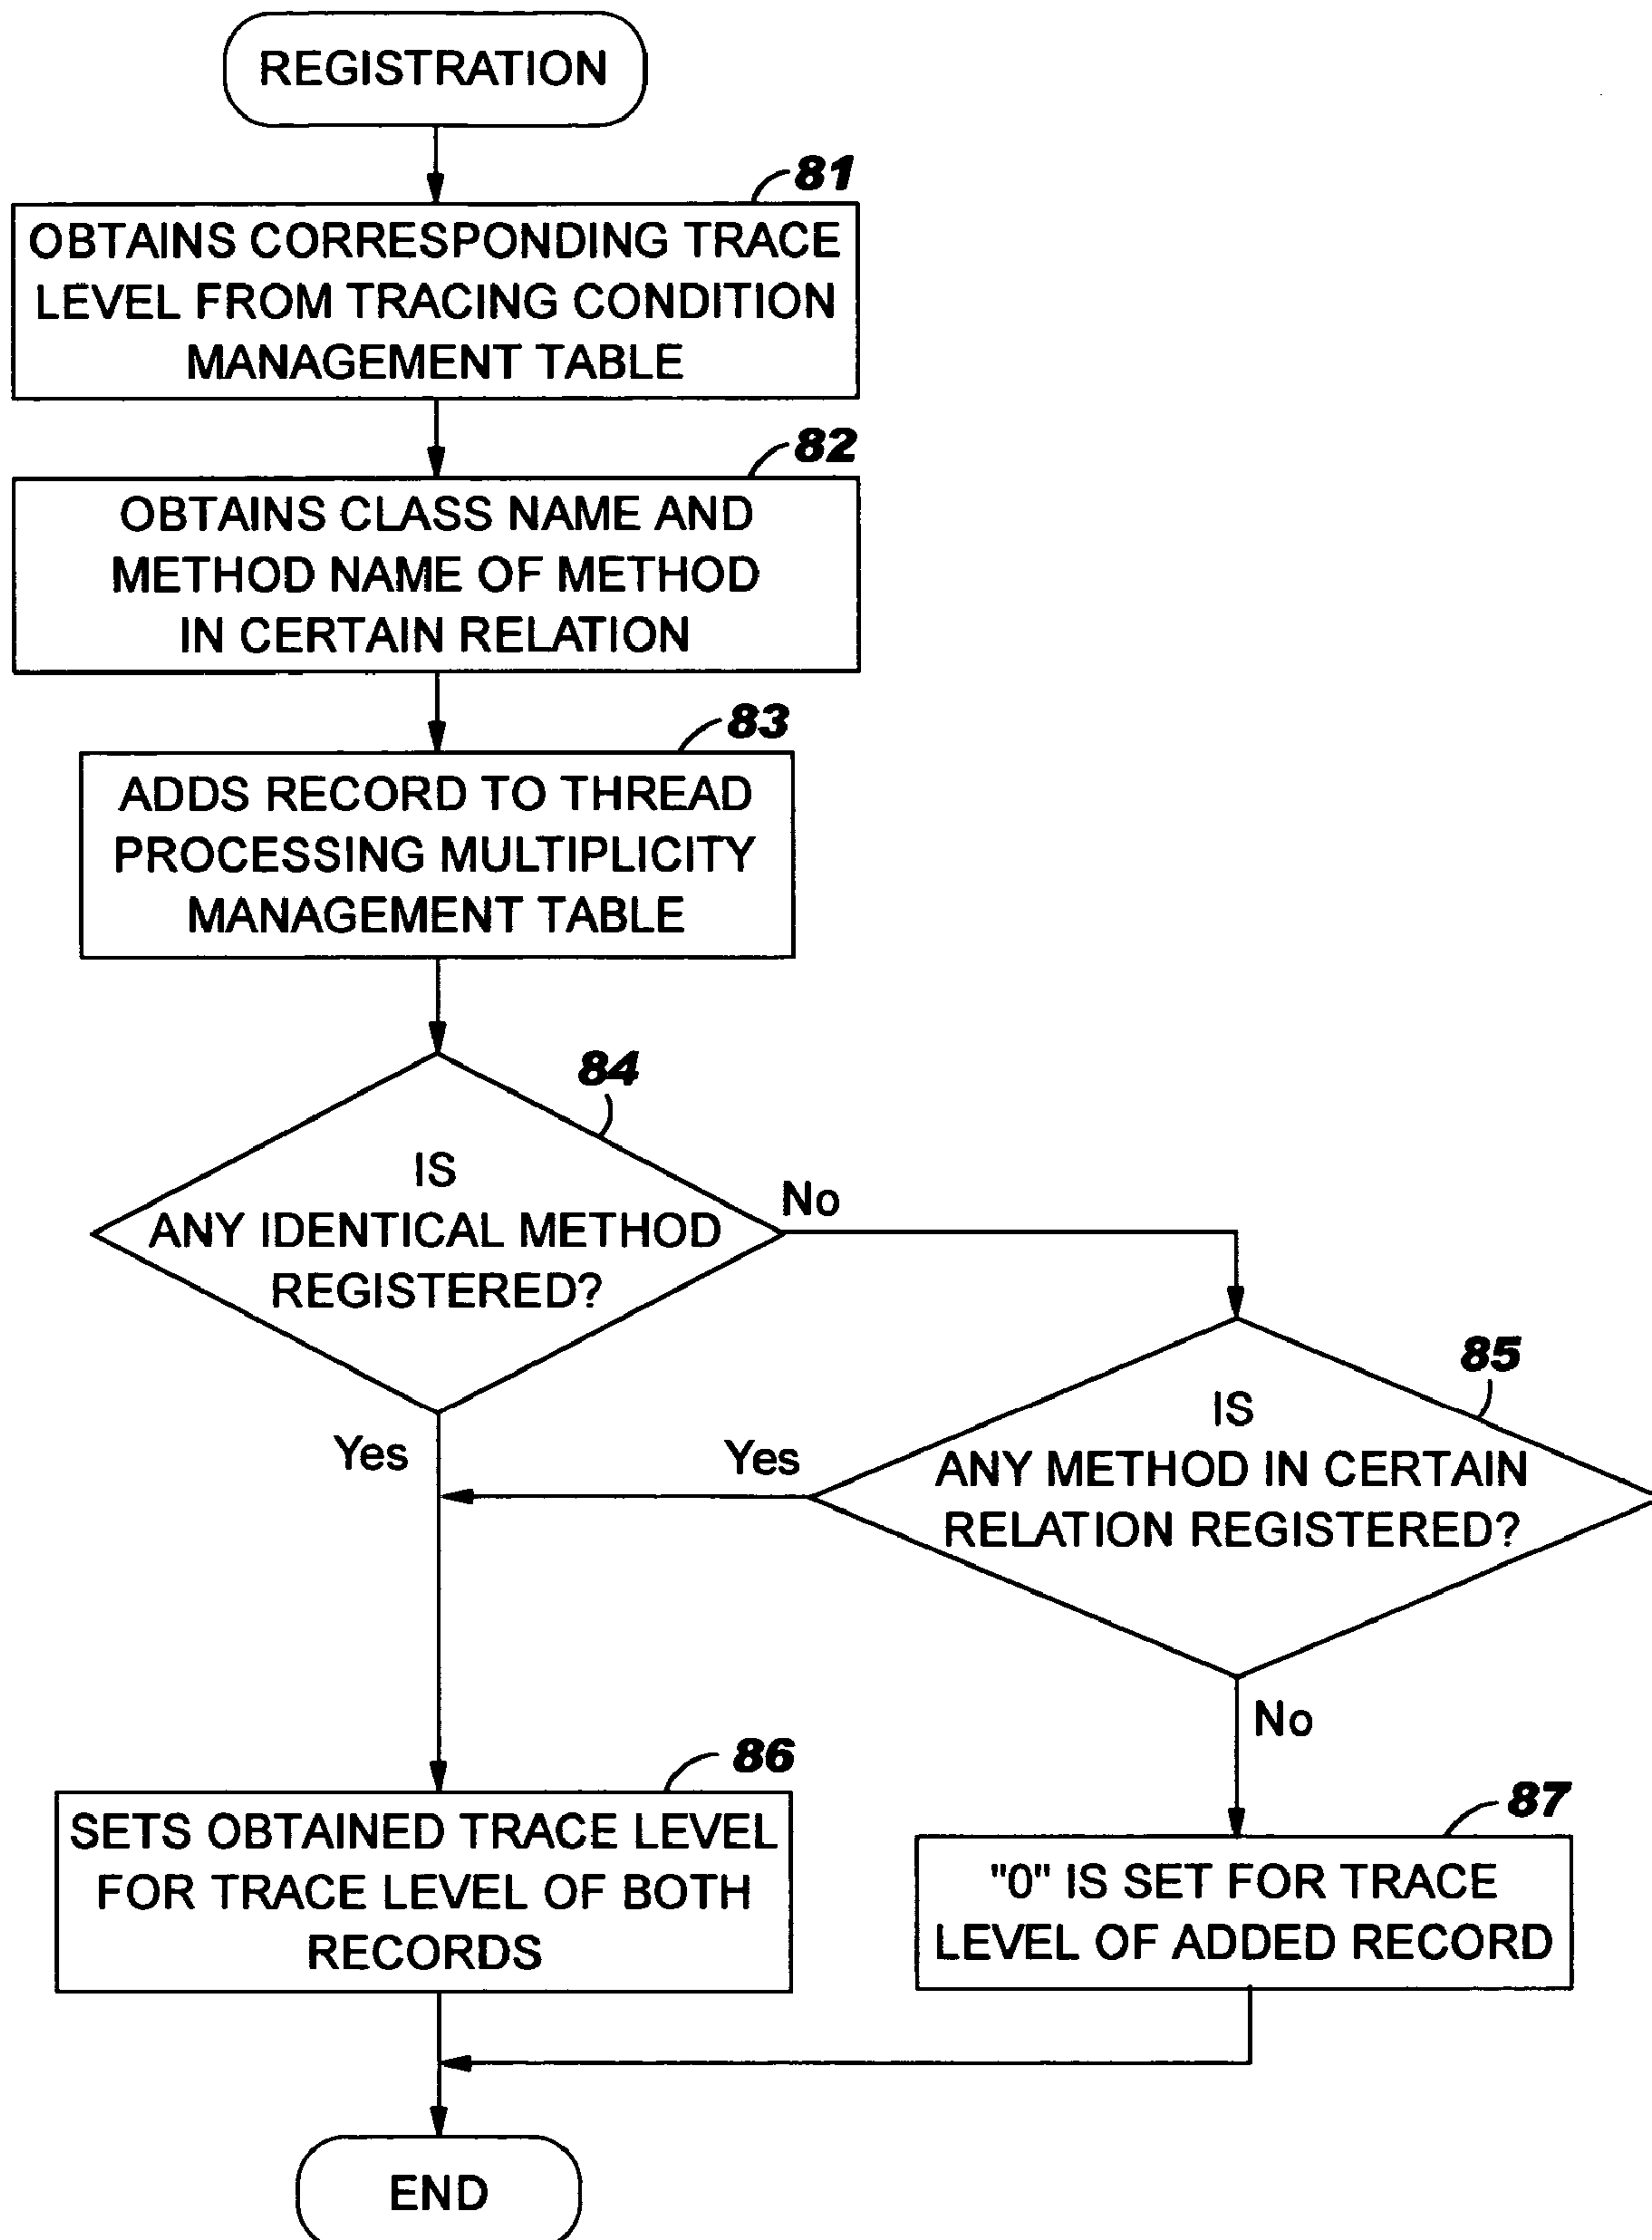 REGISTRATION
81
OBTAINS CORRESPONDING TRACE
LEVEL FROM TRACING CONDITION
MANAGEMENT TABLE
82
OBTAINS CLASS NAME AND
METHOD NAME OF METHOD
IN CERTAIN RELATION
83
ADDS RECORD TO THREAD
PROCESSING MULTIPLICITY
MANAGEMENT TABLE
84
IS
ANY IDENTICAL METHOD
REGISTERED?
No
Yes
85
IS
ANY METHOD IN CERTAIN
RELATION REGISTERED?
Yes
No
86
SETS OBTAINED TRACE LEVEL
FOR TRACE LEVEL OF BOTH
RECORDS
87
"0" IS SET FOR TRACE
LEVEL OF ADDED RECORD
END